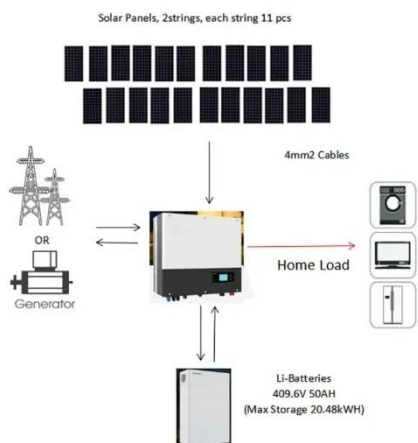 Solar Panels, 2strings, each string 11 pcs
4mm2 Cables
OR
Generator
Home Load
Li-Batteries
409.6V 50AH
(Max Storage 20.48kWH)